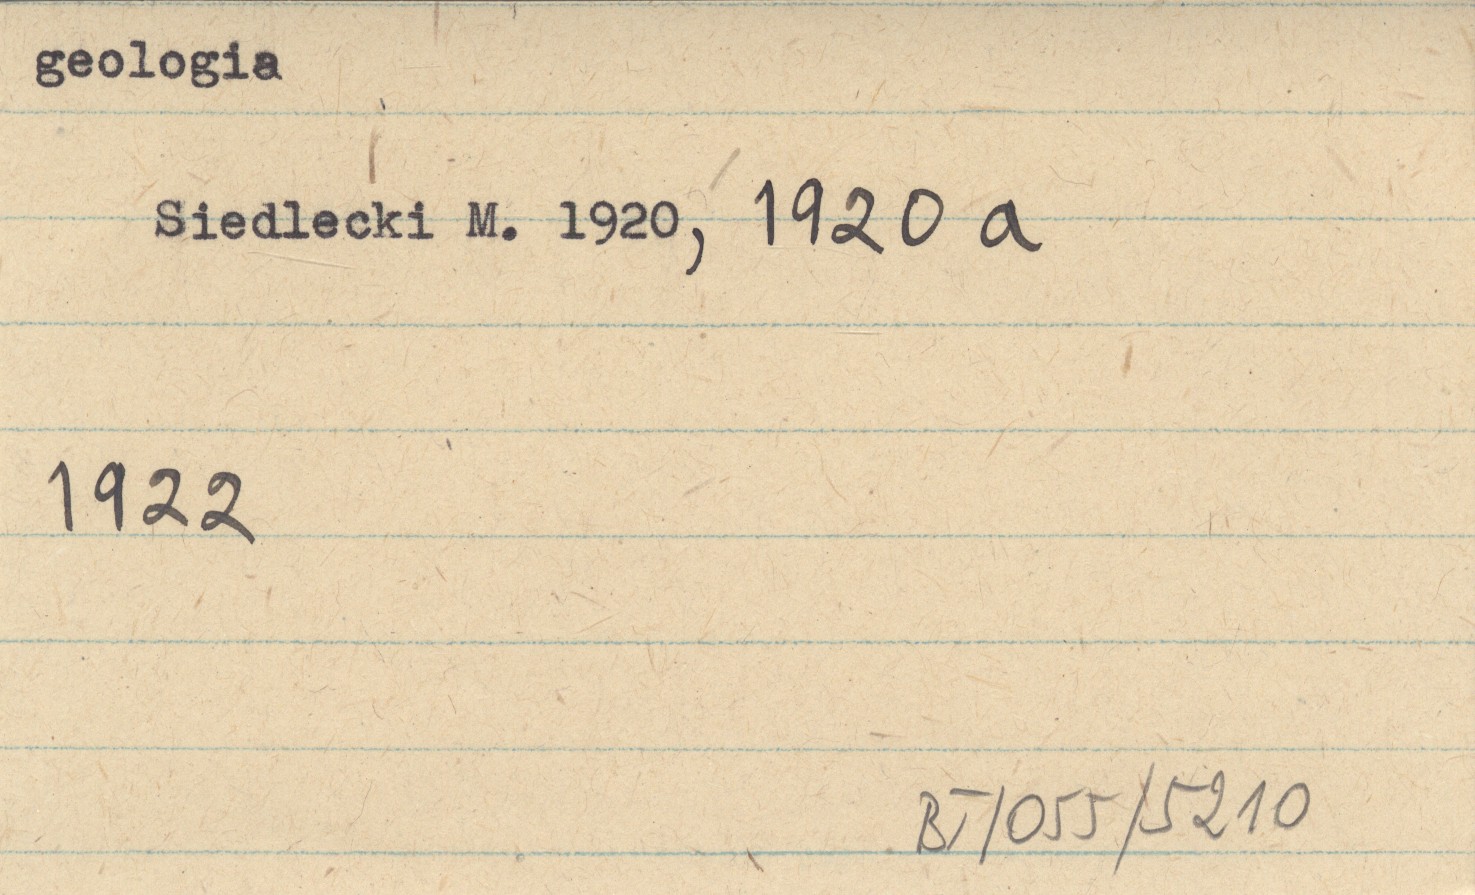 geologia
Siedlecki M. 1920, 1920 a
1922
BT/055/5210